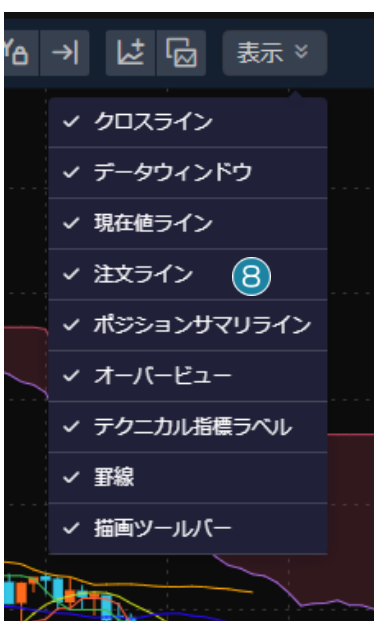 表示
クロスライン
データウィンドウ
現在値ライン
注文ライン 8
ポジションサマリライン
オーバービュー
テクニカル指標ラベル
罫線
描画ツールバー